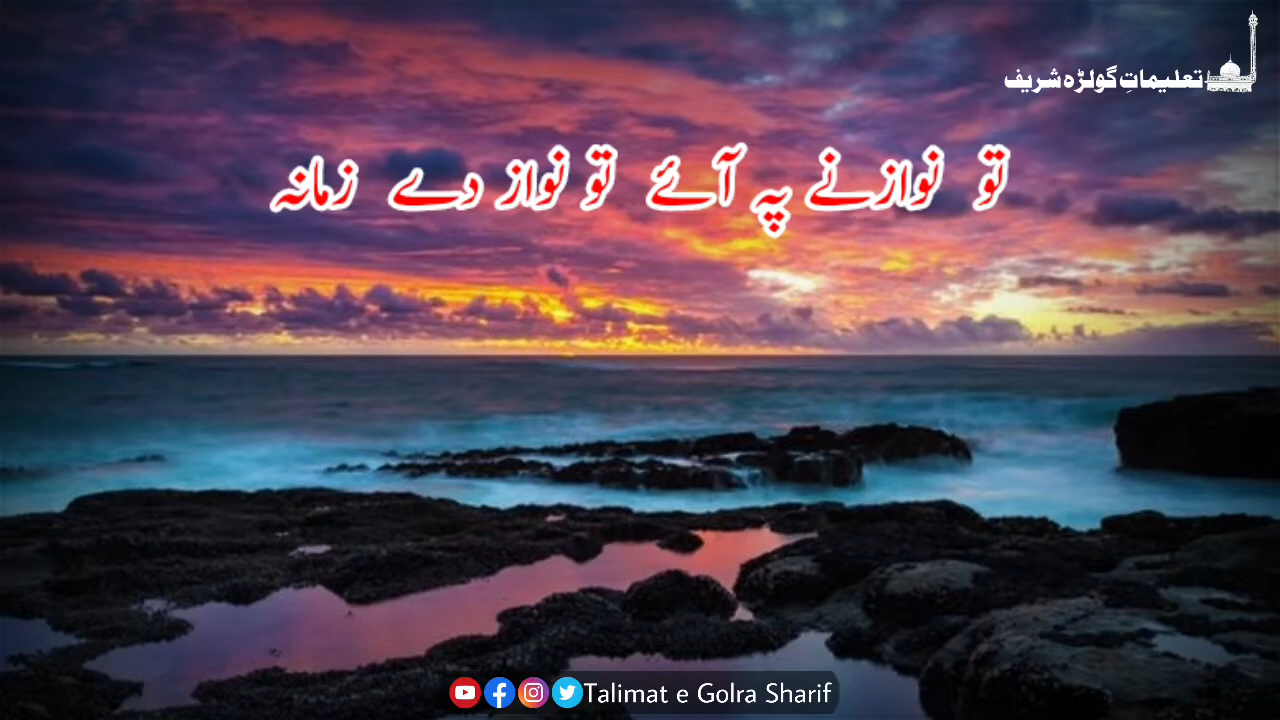 تعلیماتِ گولڑہ شریف
تو نوازنے پہ آئے تو نواز دے زمانہ
Talimat e Golra Sharif